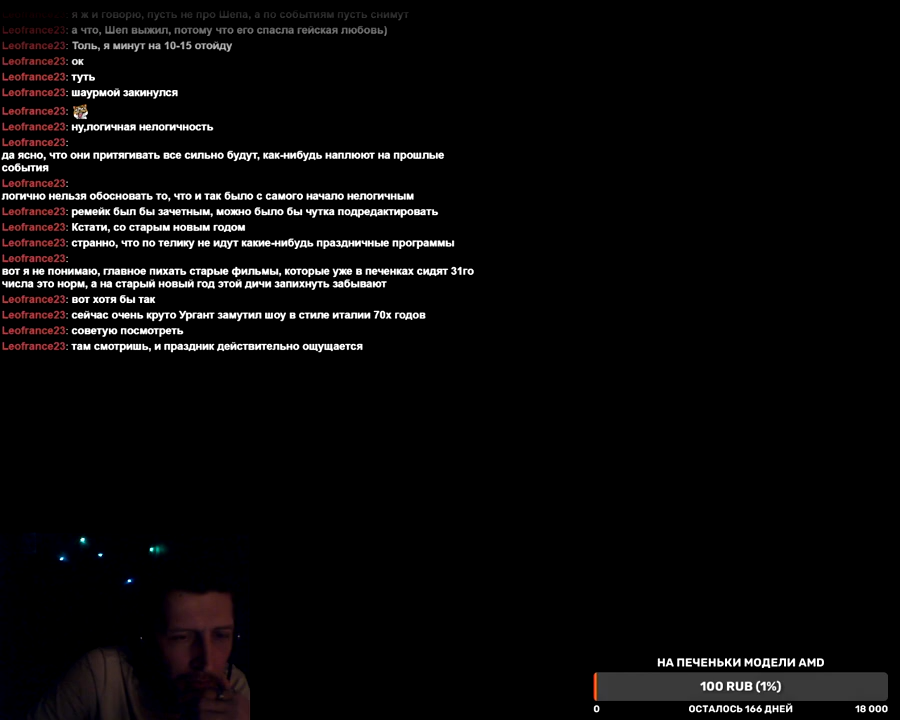 я ж и говорю, пусть не про Шепа, а по событиям пусть снимут
Leofrance23: а что, Шеп выжил, потому что его спасла гейская любовь)
Leofrance23: Толь, я минут на 10-15 отойду
Leofrance23: ок
Leofrance23: туть
Leofrance23: шаурмой закинулся
Leofrance23:
Leofrance23: ну,логичная нелогичность
Leofrance23:
да ясно, что они притягивать все сильно будут, как-нибудь наплюют на прошлые
события
Leofrance23:
логично нельзя обосновать то, что и так было с самого начало нелогичным
Leofrance23: ремейк был бы зачетным, можно было бы чутка подредактировать
Leofrance23: Кстати, со старым новым годом
Leofrance23: странно, что по телику не идут какие-нибудь праздничные программы
Leofrance23:
вот я не понимаю, главное пихать старые фильмы, которые уже в печенках сидят 31го
числа это норм, а на старый новый год этой дичи запихнуть забывают
Leofrance23: вот хотя бы так
Leofrance23: сейчас очень круто Ургант замутил шоу в стиле италии 70х годов
Leofrance23: советую посмотреть
Leofrance23: там смотришь, и праздник действительно ощущается
НА ПЕЧЕНЬКИ МОДЕЛИ AMD
100 RUB (1%)
0 ОСТАЛОСЬ 166 ДНЕЙ 18 000